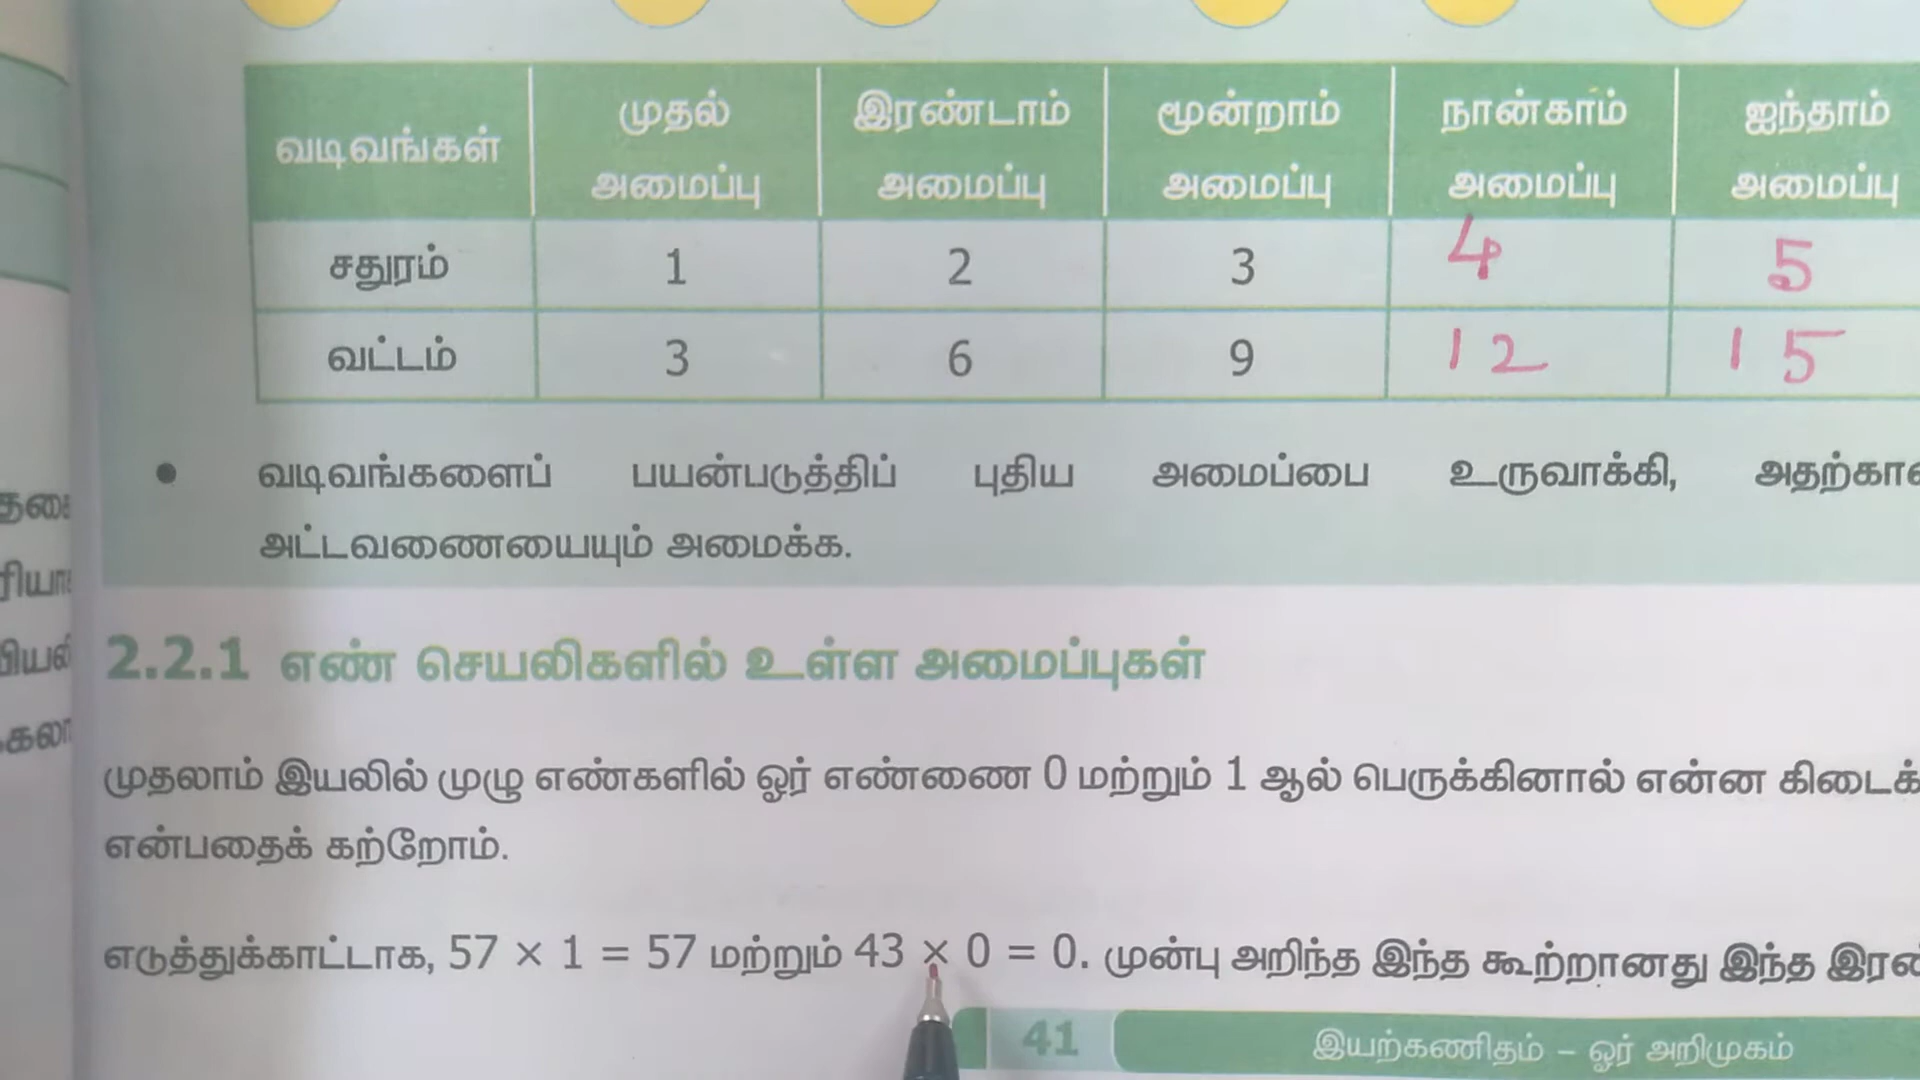 வடிவங்கள் முதல் அமைப்பு இரண்டாம் அமைப்பு மூன்றாம் அமைப்பு நான்காம் அமைப்பு ஐந்தாம் அமைப்பு
சதுரம் 1 2 3 4 5
வட்டம் 3 6 9 12 15
• வடிவங்களைப் பயன்படுத்திப் புதிய அமைப்பை உருவாக்கி,
அட்டவணையையும் அமைக்க.
2.2.1 எண் செயலிகளில் உள்ள அமைப்புகள்
முதலாம் இயலில் முழு எண்களில் ஓர் எண்ணை 0 மற்றும் 1 ஆல் பெருக்கினால் என்ன
என்பதைக் கற்றோம்.
எடுத்துக்காட்டாக, 57 × 1 = 57 மற்றும் 43 × 0 = 0. முன்பு அறிந்த இந்த கூற்றானது இந்த
41 இயற்கணிதம் – ஓர் அறிமுகம்